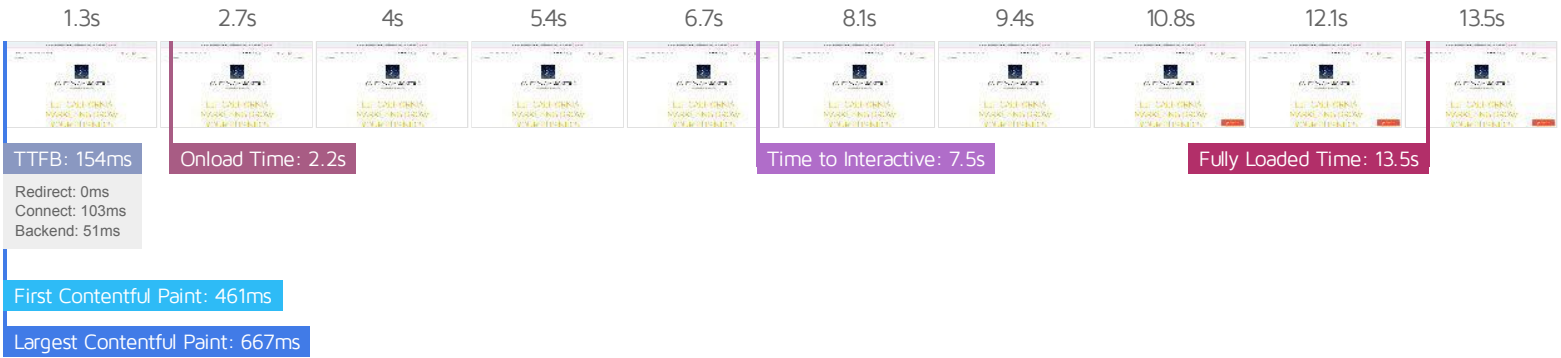 1.3s 2.7s 4s 5.4s 6.7s 8.1s 9.4s 10.8s 12.1s 13.5s
TTFB: 154ms
Redirect: 0ms
Connect: 103ms
Backend: 51ms
Onload Time: 2.2s
Time to Interactive: 7.5s
Fully Loaded Time: 13.5s
First Contentful Paint: 461ms
Largest Contentful Paint: 667ms